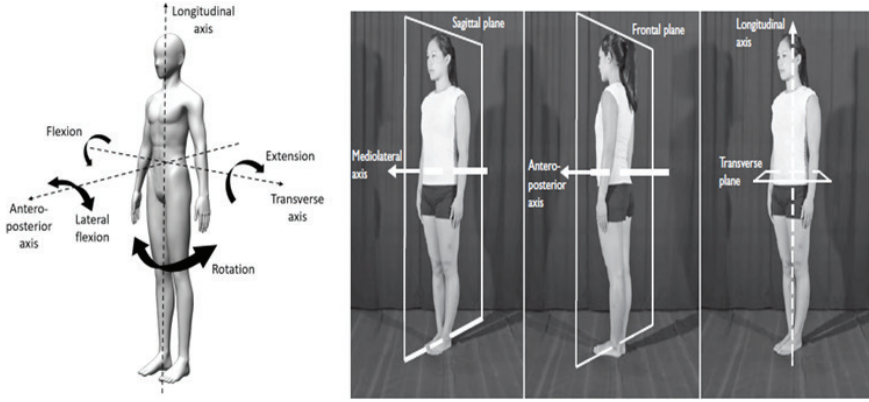 Longitudinal
axis
Flexion
Extension
Transverse
axis
Antero-
posterior
axis
Lateral
flexion
Rotation
Sagittal plane
Mediolateral
axis
Frontal plane
Antero-
posterior
axis
Longitudinal
axis
Transverse
plane